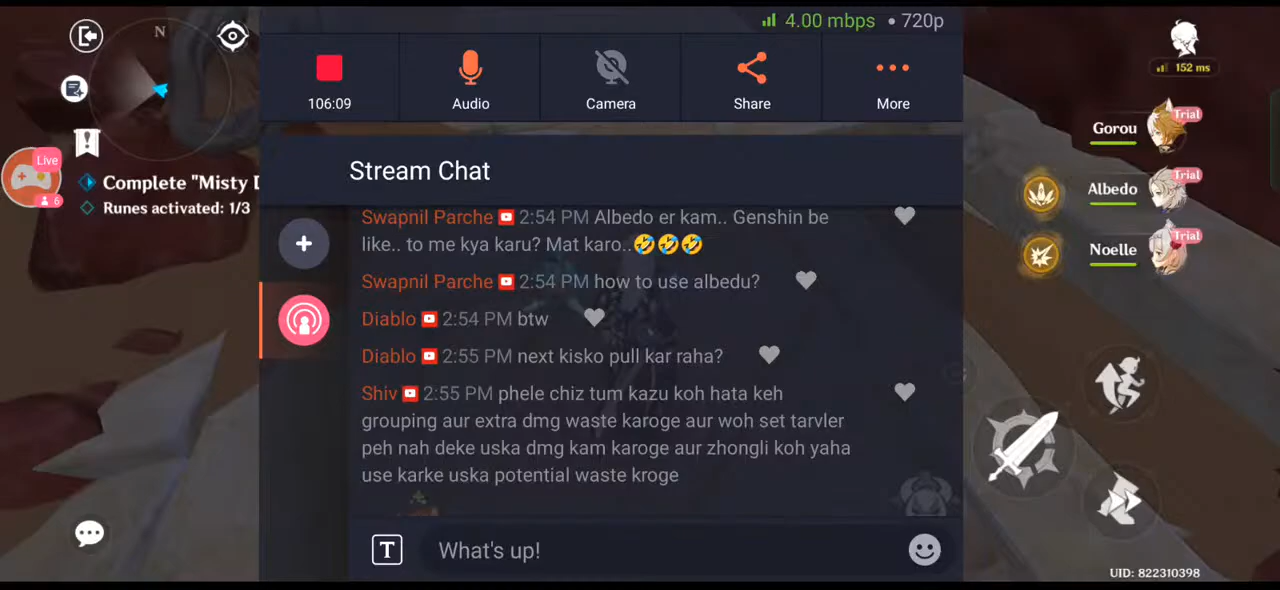 4.00 mbps • 720p
N
152 ms
106:09
Audio
Camera
Share
More
Trial
Gorou
Live
6
Stream Chat
Complete "Misty D
Runes activated: 1/3
Trial
Albedo
Trial
Noelle
Swapnil Parche 2:54 PM Albedo er kam.. Genshin be
like.. to me kya karu? Mat karo..🤣🤣🤣
Swapnil Parche 2:54 PM how to use albedu?
Diablo 2:54 PM btw
Diablo 2:55 PM next kisko pull kar raha?
Shiv 2:55 PM phele chiz tum kazu koh hata keh
grouping aur extra dmg waste karoge aur woh set tarvler
peh nah deke uska dmg kam karoge aur zhongli koh yaha
use karke uska potential waste kroge
T
What's up!
UID: 822310398